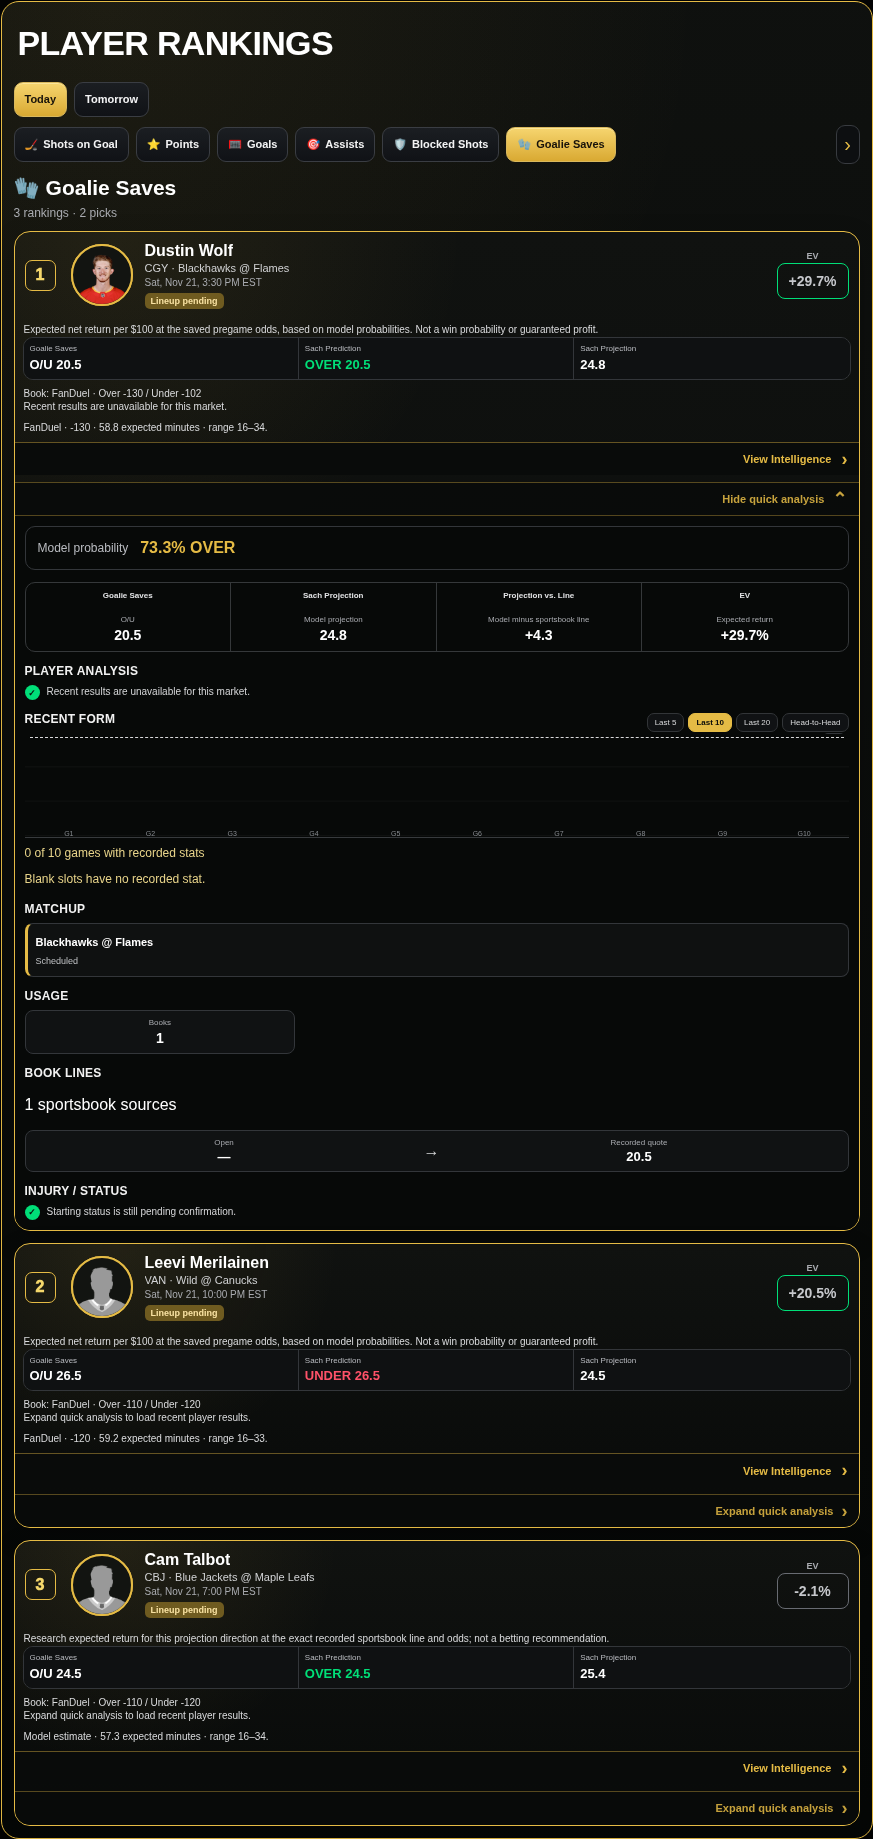 PLAYER RANKINGS
Today
Tomorrow
Shots on Goal
Points
Goals
Assists
Blocked Shots
Goalie Saves
›
Goalie Saves
3 rankings · 2 picks
1
Dustin Wolf
CGY · Blackhawks @ Flames
Sat, Nov 21, 3:30 PM EST
Lineup pending
EV
+29.7%
Expected net return per $100 at the saved pregame odds, based on model probabilities. Not a win probability or guaranteed profit.
Goalie Saves
O/U 20.5
Sach Prediction
OVER 20.5
Sach Projection
24.8
Book: FanDuel · Over -130 / Under -102
Recent results are unavailable for this market.
FanDuel · -130 · 58.8 expected minutes · range 16–34.
View Intelligence ›
Hide quick analysis
Model probability 73.3% OVER
Goalie Saves
O/U
20.5
Sach Projection
Model projection
24.8
Projection vs. Line
Model minus sportsbook line
+4.3
EV
Expected return
+29.7%
PLAYER ANALYSIS
✓ Recent results are unavailable for this market.
RECENT FORM
Last 5
Last 10
Last 20
Head-to-Head
G1 G2 G3 G4 G5 G6 G7 G8 G9 G10
0 of 10 games with recorded stats
Blank slots have no recorded stat.
MATCHUP
Blackhawks @ Flames
Scheduled
USAGE
Books
1
BOOK LINES
1 sportsbook sources
Open
—
→
Recorded quote
20.5
INJURY / STATUS
✓ Starting status is still pending confirmation.
2
Leevi Merilainen
VAN · Wild @ Canucks
Sat, Nov 21, 10:00 PM EST
Lineup pending
EV
+20.5%
Expected net return per $100 at the saved pregame odds, based on model probabilities. Not a win probability or guaranteed profit.
Goalie Saves
O/U 26.5
Sach Prediction
UNDER 26.5
Sach Projection
24.5
Book: FanDuel · Over -110 / Under -120
Expand quick analysis to load recent player results.
FanDuel · -120 · 59.2 expected minutes · range 16–33.
View Intelligence ›
Expand quick analysis ›
3
Cam Talbot
CBJ · Blue Jackets @ Maple Leafs
Sat, Nov 21, 7:00 PM EST
Lineup pending
EV
-2.1%
Research expected return for this projection direction at the exact recorded sportsbook line and odds; not a betting recommendation.
Goalie Saves
O/U 24.5
Sach Prediction
OVER 24.5
Sach Projection
25.4
Book: FanDuel · Over -110 / Under -120
Expand quick analysis to load recent player results.
Model estimate · 57.3 expected minutes · range 16–34.
View Intelligence ›
Expand quick analysis ›